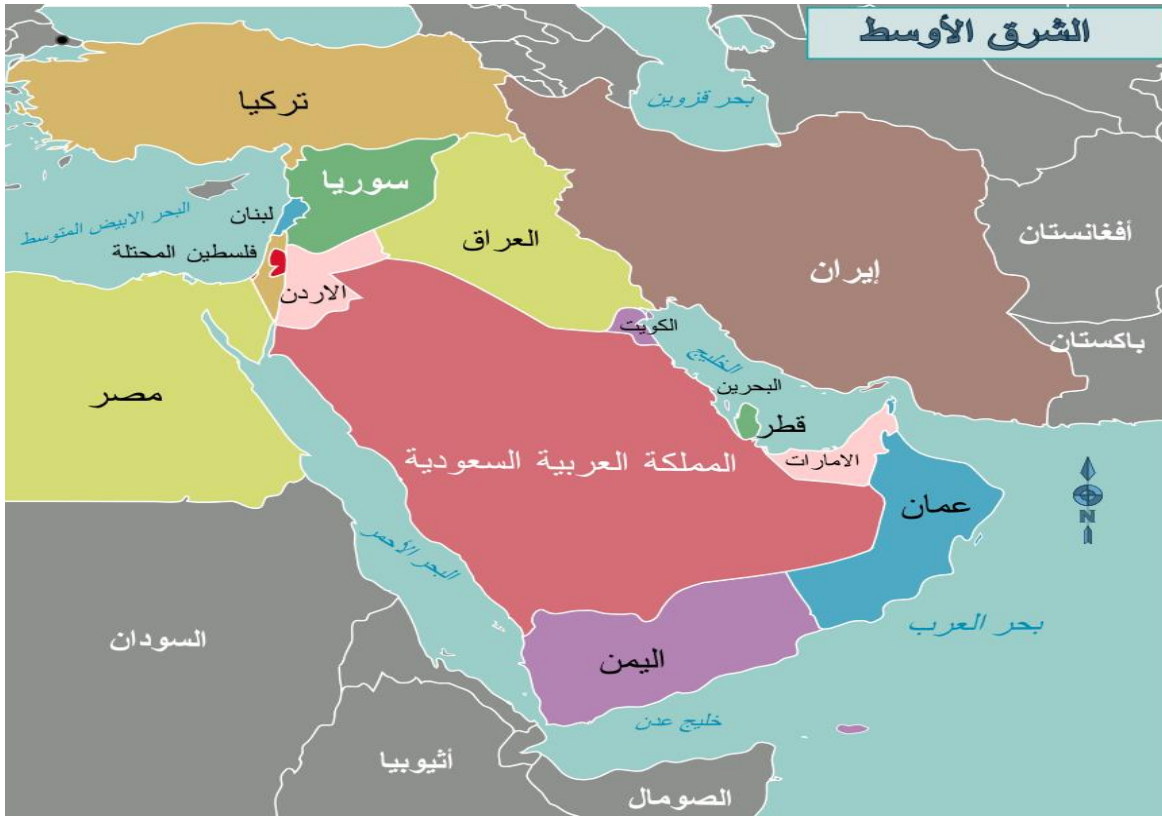 الشرق الأوسط
بحر قزوين
تركيا
سوريا
البحر الابيض المتوسط
لبنان
فلسطين المحتلة
العراق
أفغانستان
إيران
الاردن
الكويت
باكستان
الخليج
البحرين
مصر
قطر
المملكة العربية السعودية
الامارات
عمان
N
البحر الأحمر
بحر العرب
السودان
اليمن
خليج عدن
أثيوبيا
الصومال